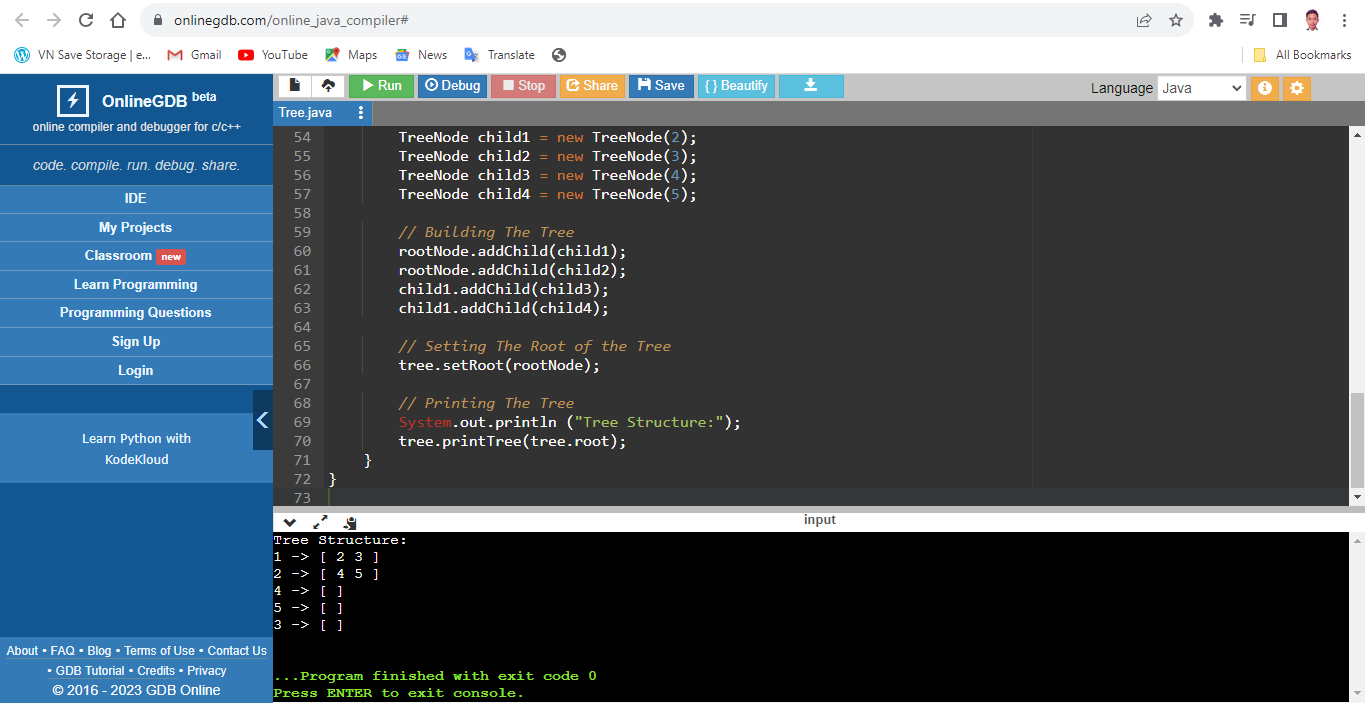 onlinegdb.com/online_java_compiler#
VN Save Storage | e... Gmail YouTube Maps News Translate All Bookmarks
OnlineGDB beta
online compiler and debugger for c/c++
code. compile. run. debug. share.
IDE
My Projects
Classroom new
Learn Programming
Programming Questions
Sign Up
Login
Learn Python with
KodeKloud
About • FAQ • Blog • Terms of Use • Contact Us
• GDB Tutorial • Credits • Privacy
© 2016 - 2023 GDB Online
Run Debug Stop Share Save {} Beautify Language Java
Tree.java
54 TreeNode child1 = new TreeNode(2);
55 TreeNode child2 = new TreeNode(3);
56 TreeNode child3 = new TreeNode(4);
57 TreeNode child4 = new TreeNode(5);
58
59 // Building The Tree
60 rootNode.addChild(child1);
61 rootNode.addChild(child2);
62 child1.addChild(child3);
63 child1.addChild(child4);
64
65 // Setting The Root of the Tree
66 tree.setRoot(rootNode);
67
68 // Printing The Tree
69 System.out.println ("Tree Structure:");
70 tree.printTree(tree.root);
71 }
72 }
73
input
Tree Structure:
1 -> [ 2 3 ]
2 -> [ 4 5 ]
4 -> [ ]
5 -> [ ]
3 -> [ ]
...Program finished with exit code 0
Press ENTER to exit console.